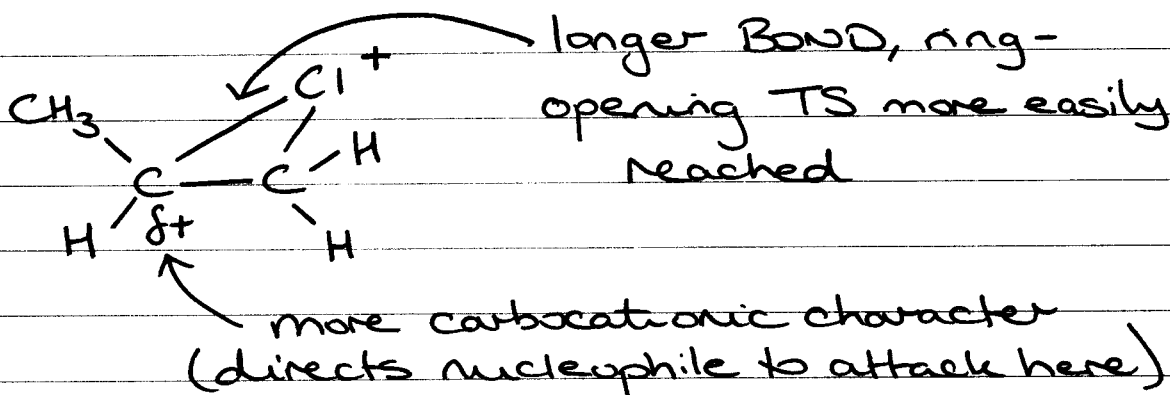 longer BOND, ring-
Cl +
CH3
opening TS more easily
H
reached
C C
H δ+ H
more carbocationic character
(directs nucleophile to attack here)